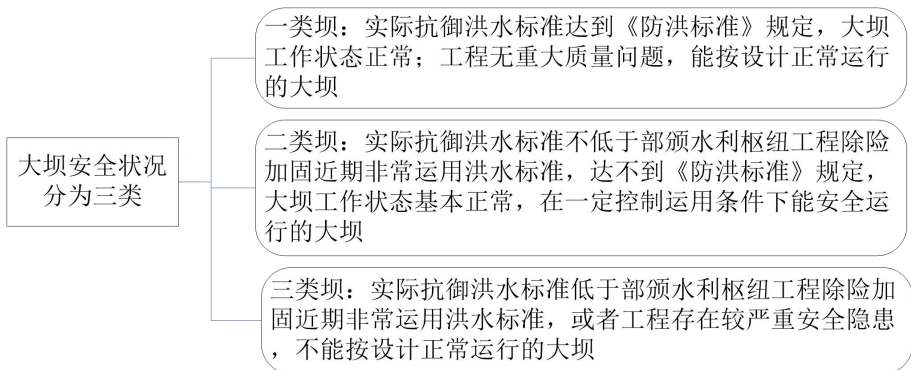 大坝安全状况
分为三类
一类坝：实际抗御洪水标准达到《防洪标准》规定，大坝
工作状态正常；工程无重大质量问题，能按设计正常运行
的大坝
二类坝：实际抗御洪水标准不低于部颁水利枢纽工程除险
加固近期非常运用洪水标准，达不到《防洪标准》规定，
大坝工作状态基本正常，在一定控制运用条件下能安全运
行的大坝
三类坝：实际抗御洪水标准低于部颁水利枢纽工程除险加
固近期非常运用洪水标准，或者工程存在较严重安全隐患
，不能按设计正常运行的大坝